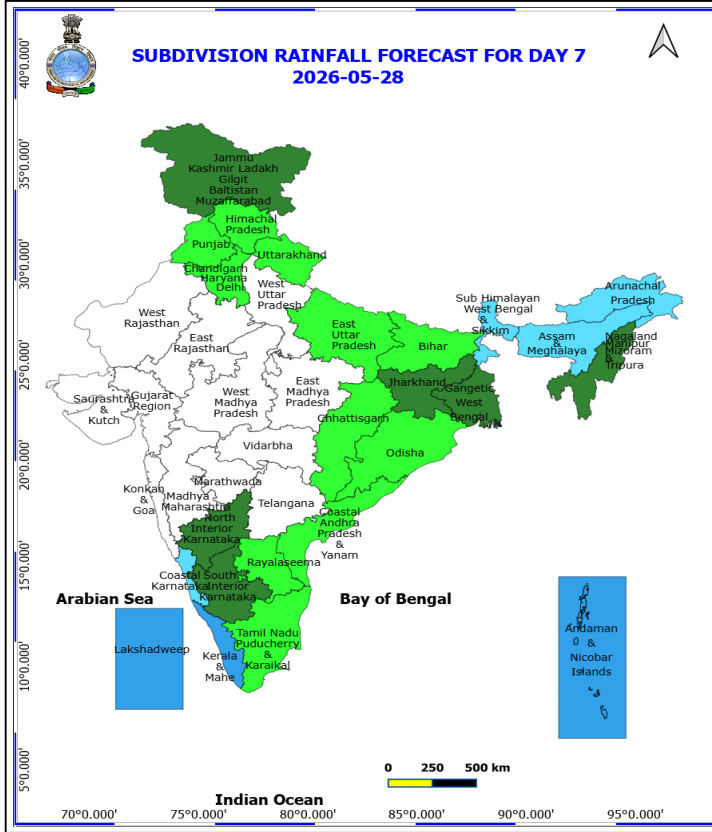 SUBDIVISION RAINFALL FORECAST FOR DAY 7
2026-05-28
40°0.000'
35°0.000'
30°0.000'
25°0.000'
20°0.000'
15°0.000'
10°0.000'
5°0.000'
Jammu
Kashmir Ladakh
Gilgit
Baltistan
Muzaffarabad
Himachal
Pradesh
Punjab
Uttarakhand
Chandigarh
Haryana
Delhi
West
Uttar
Pradesh
West
Rajasthan
East
Rajasthan
East
Uttar
Pradesh
Bihar
Sub Himalayan
West Bengal
&
Sikkim
Arunachal
Pradesh
Assam
&
Meghalaya
Nagaland
Manipur
Mizoram
&
Tripura
Saurashtra
&
Kutch
Gujarat
Region
West
Madhya
Pradesh
East
Madhya
Pradesh
Jharkhand
Gangetic
West
Bengal
Chhattisgarh
Odisha
Vidarbha
Konkan
&
Goa
Madhya
Maharashtra
Marathwada
Telangana
North
Interior
Karnataka
Coastal
Andhra
Pradesh
&
Yanam
Rayalaseema
Coastal
Karnataka
South
Interior
Karnataka
Arabian Sea
Bay of Bengal
Lakshadweep
Kerala
&
Mahe
Tamil Nadu
Puducherry
&
Karaikal
Andaman
&
Nicobar
Islands
0 250 500 km
Indian Ocean
70°0.000' 75°0.000' 80°0.000' 85°0.000' 90°0.000' 95°0.000'